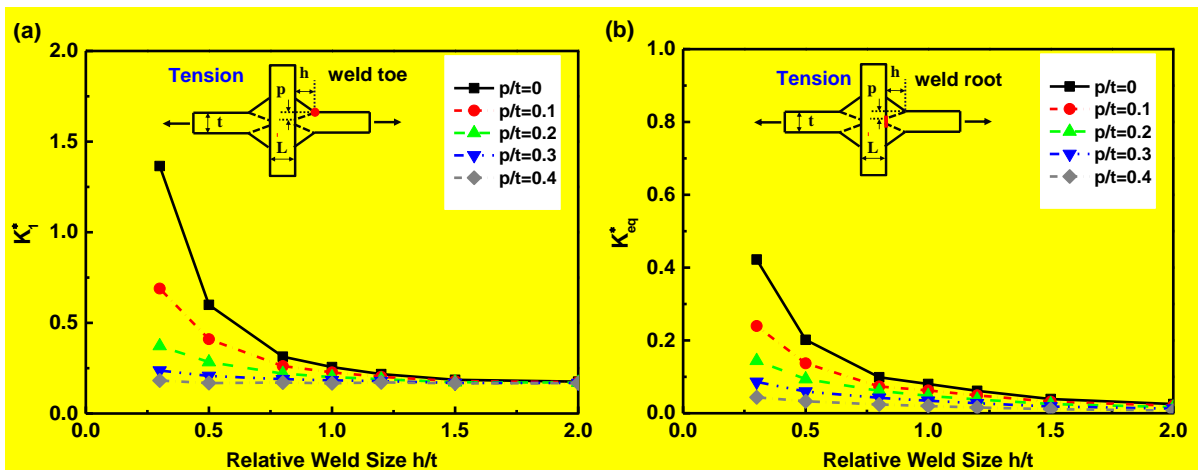 (a)
2.0
1.5
1.0
0.5
0.0
K*1
Tension
h
weld toe
p
t
L
p/t=0
p/t=0.1
p/t=0.2
p/t=0.3
p/t=0.4
0.0 0.5 1.0 1.5 2.0
Relative Weld Size h/t
(b)
1.0
0.8
0.6
0.4
0.2
0.0
K*eq
Tension
h
weld root
p
t
L
p/t=0
p/t=0.1
p/t=0.2
p/t=0.3
p/t=0.4
0.0 0.5 1.0 1.5 2.0
Relative Weld Size h/t